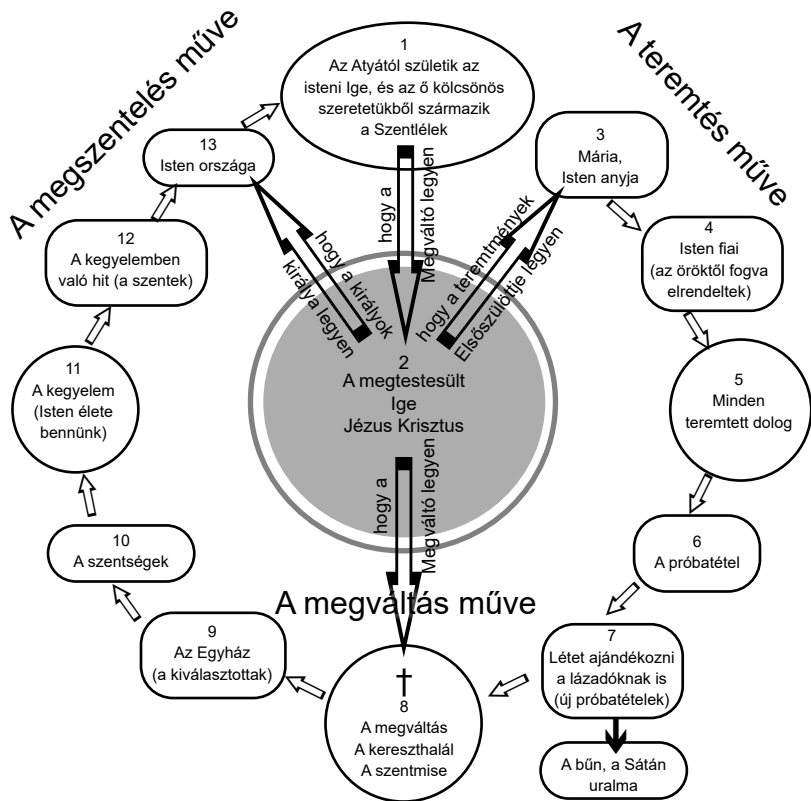 A megszentelés műve
A teremtés műve
1
Az Atyától születik az
isteni Ige, és az ő kölcsönös
szeretetükből származik
a Szentlélek
hogy a
Megváltó legyen
3
Mária,
Isten anyja
hogy a teremtmények
Elsőszülöttje legyen
13
Isten országa
hogy a királyok
királya legyen
2
A megtestesült
Ige
Jézus Krisztus
hogy a
Megváltó legyen
4
Isten fiai
(az öröktől fogva
elrendeltek)
5
Minden
teremtett dolog
6
A próbatétel
7
Létet ajándékozni
a lázadóknak is
(új próbatételek)
A bűn, a Sátán
uralma
A megváltás műve
8
A megváltás
A kereszthalál
A szentmise
9
Az Egyház
(a kiválasztottak)
10
A szentségek
11
A kegyelem
(Isten élete
bennünk)
12
A kegyelemben
való hit (a szentek)